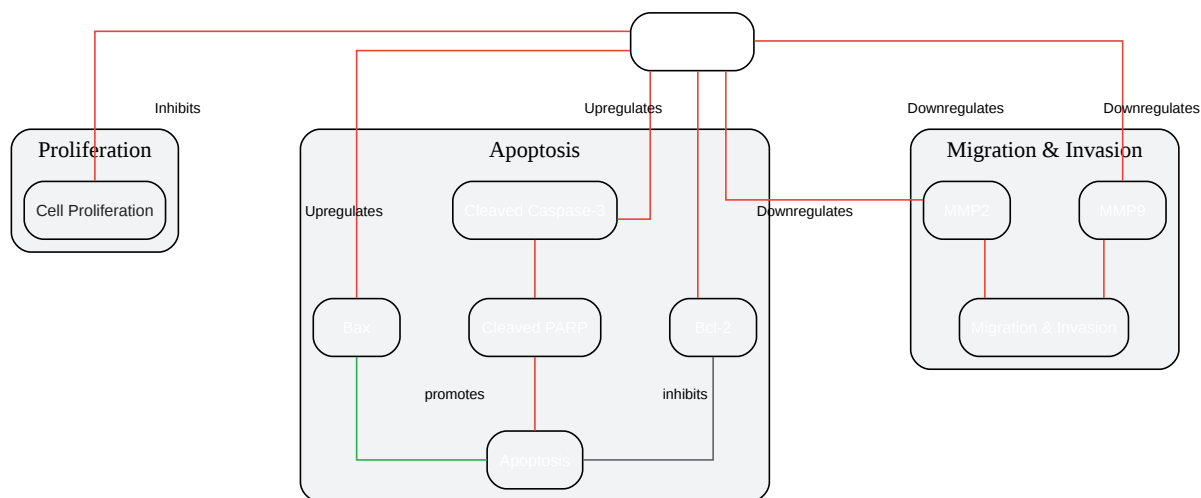 Inhibits
Upregulates
Downregulates
Downregulates
Proliferation
Apoptosis
Migration & Invasion
Cell Proliferation
Upregulates
Cleaved Caspase-3
Downregulates
MMP2
MMP9
Bax
Cleaved PARP
Bcl-2
Migration & Invasion
promotes
inhibits
Apoptosis